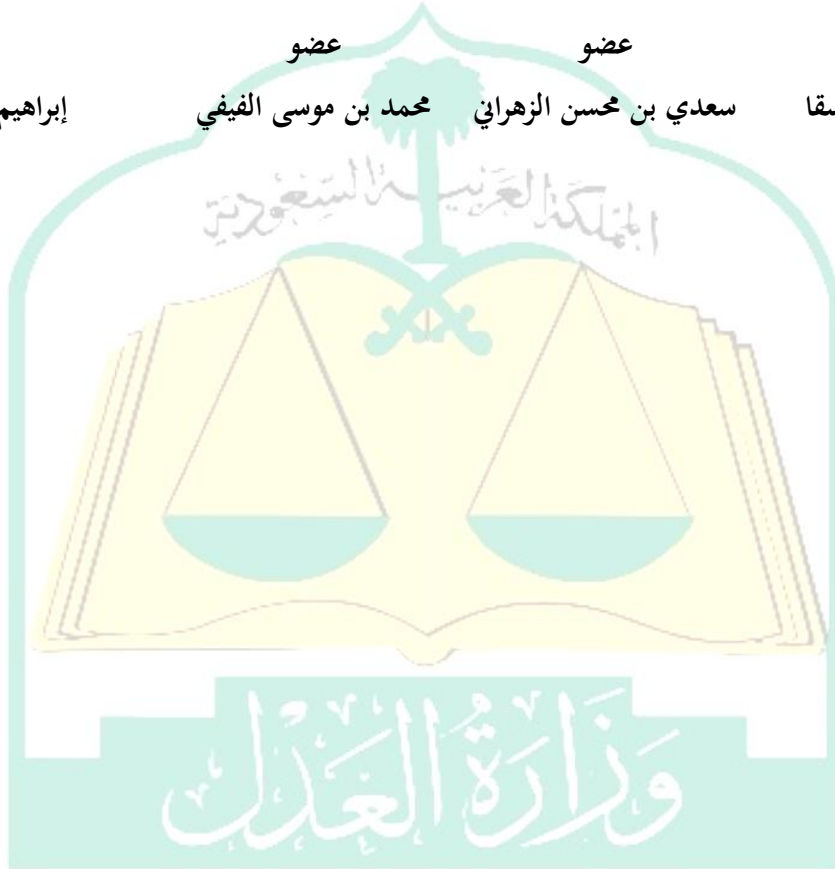 عضو عضو
سعدي بن محسن الزهراني محمد بن موسى الفيفي إبراهيم
المملكة العربية السعودية
وزارة العدل